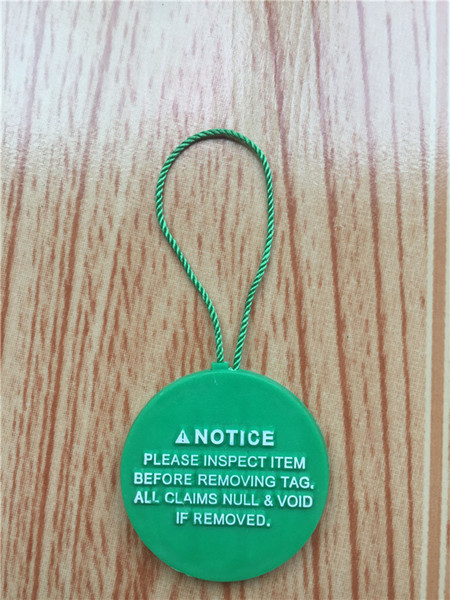 ⚠NOTICE
PLEASE INSPECT ITEM
BEFORE REMOVING TAG.
ALL CLAIMS NULL & VOID
IF REMOVED.